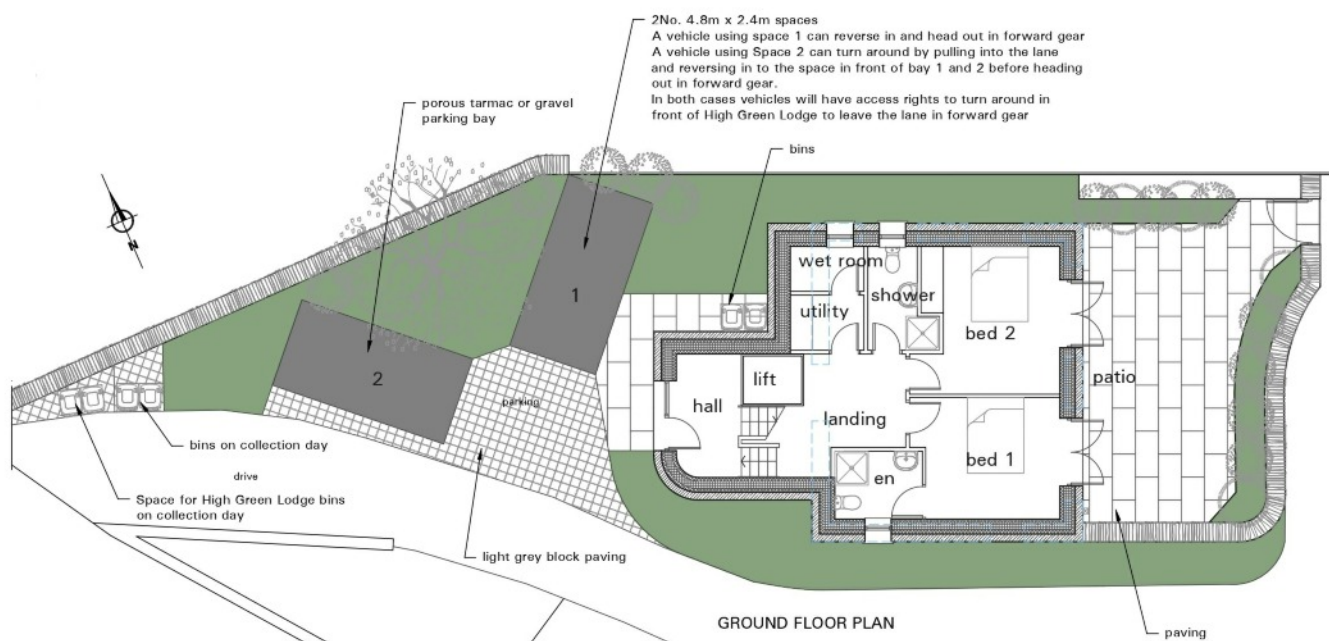 2No. 4.8m x 2.4m spaces
A vehicle using space 1 can reverse in and head out in forward gear
A vehicle using Space 2 can turn around by pulling into the lane
and reversing in to the space in front of bay 1 and 2 before heading
out in forward gear.
In both cases vehicles will have access rights to turn around in
front of High Green Lodge to leave the lane in forward gear
porous tarmac or gravel
parking bay
bins
N
1
2
wet room
shower
utility
bed 2
lift
patio
parking
hall
landing
bed 1
en
bins on collection day
drive
Space for High Green Lodge bins
on collection day
light grey block paving
GROUND FLOOR PLAN
paving